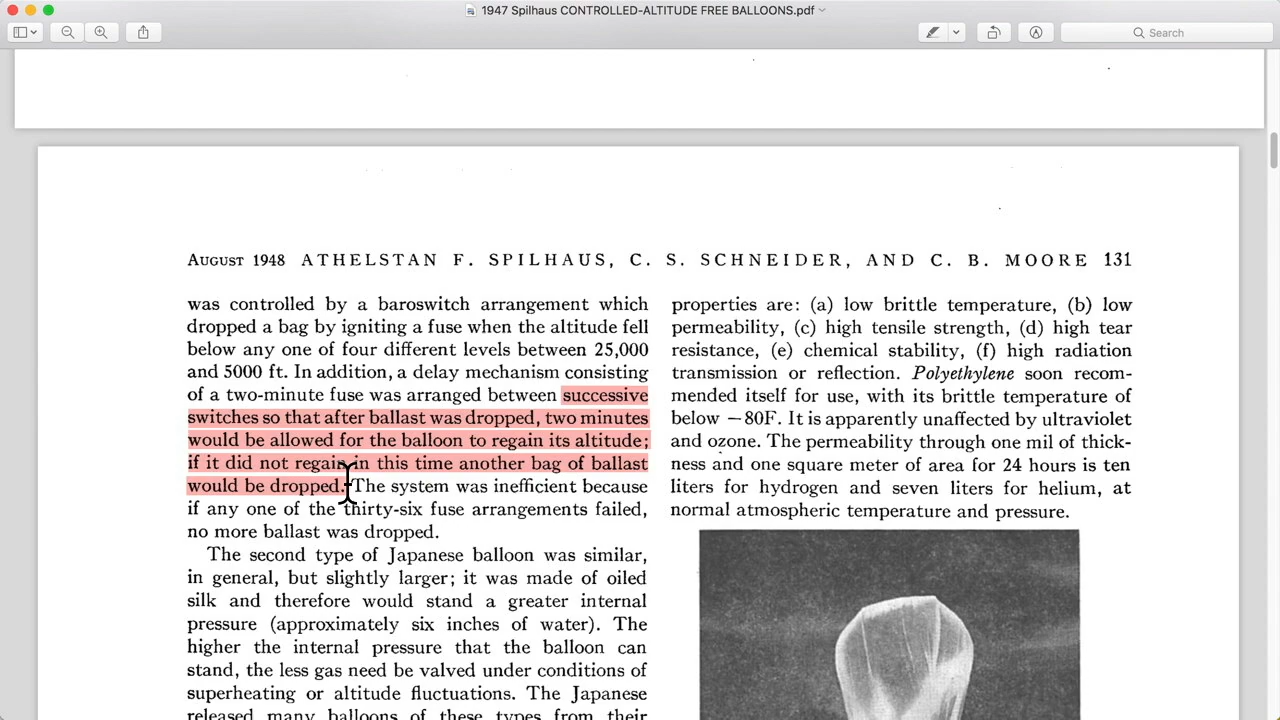 1947 Spilhaus CONTROLLED-ALTITUDE FREE BALLOONS.pdf
Search
AUGUST 1948 ATHELSTAN F. SPILHAUS, C. S. SCHNEIDER, AND C. B. MOORE 131
was controlled by a baroswitch arrangement which
dropped a bag by igniting a fuse when the altitude fell
below any one of four different levels between 25,000
and 5000 ft. In addition, a delay mechanism consisting
of a two-minute fuse was arranged between successive
switches so that after ballast was dropped, two minutes
would be allowed for the balloon to regain its altitude;
if it did not regain in this time another bag of ballast
would be dropped. The system was inefficient because
if any one of the thirty-six fuse arrangements failed,
no more ballast was dropped.
The second type of Japanese balloon was similar,
in general, but slightly larger; it was made of oiled
silk and therefore would stand a greater internal
pressure (approximately six inches of water). The
higher the internal pressure that the balloon can
stand, the less gas need be valved under conditions of
superheating or altitude fluctuations. The Japanese
released many balloons of these types from their
properties are: (a) low brittle temperature, (b) low
permeability, (c) high tensile strength, (d) high tear
resistance, (e) chemical stability, (f) high radiation
transmission or reflection. Polyethylene soon recom-
mended itself for use, with its brittle temperature of
below −80F. It is apparently unaffected by ultraviolet
and ozone. The permeability through one mil of thick-
ness and one square meter of area for 24 hours is ten
liters for hydrogen and seven liters for helium, at
normal atmospheric temperature and pressure.